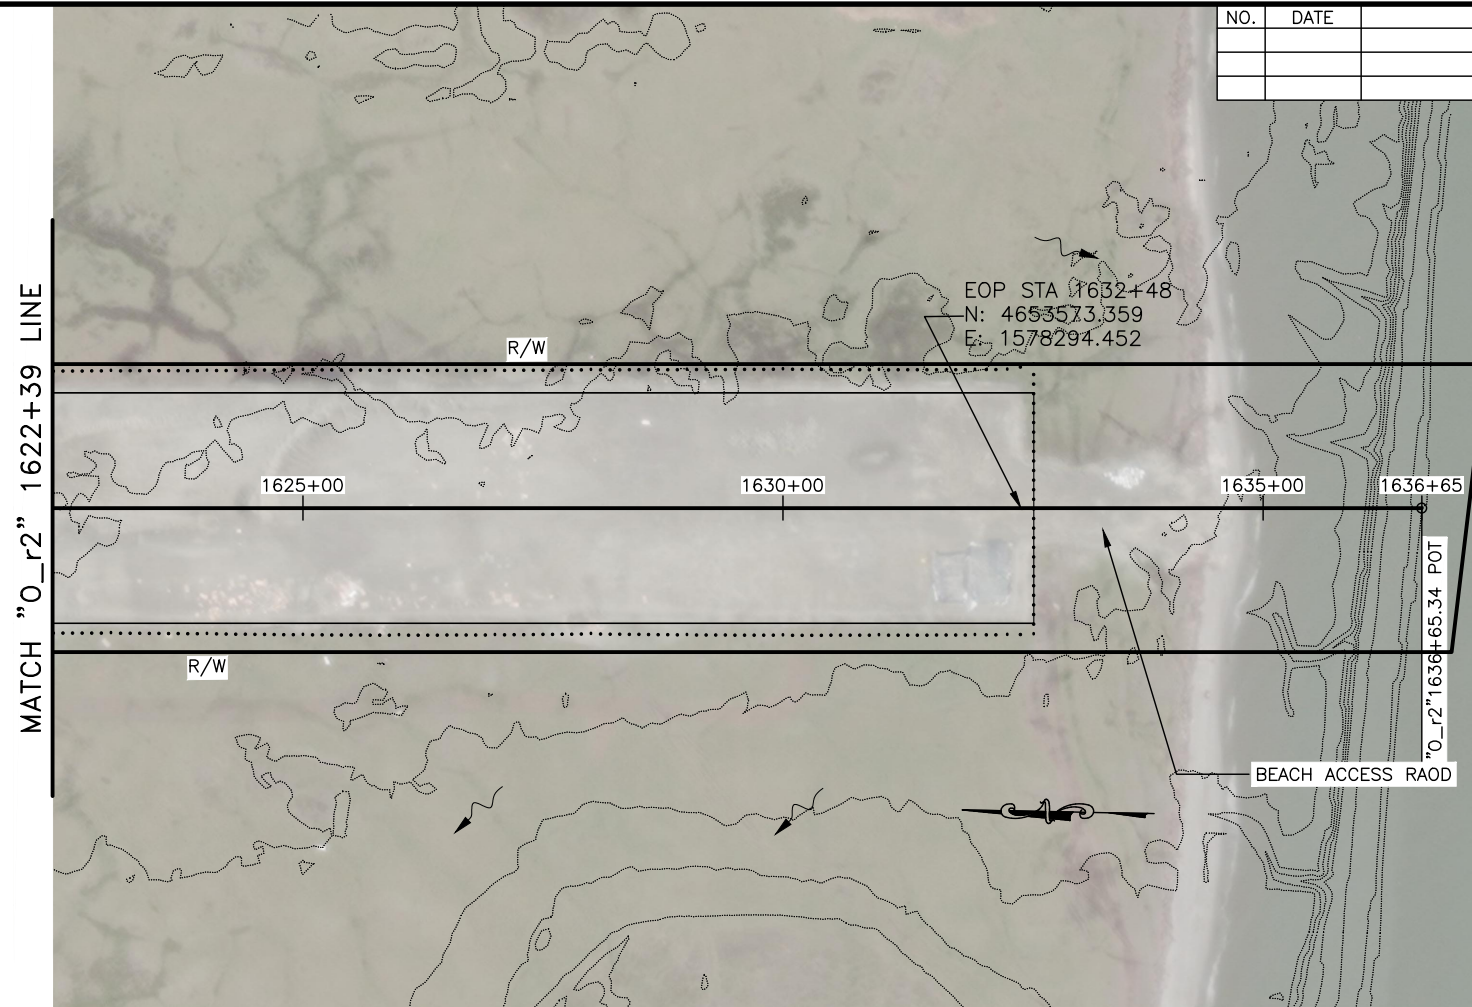 NO. DATE
EOP STA 1632+48
N: 4653573.359
E: 1578294.452
R/W
MATCH "O_r2" 1622+39 LINE
1625+00
1630+00
1635+00
1636+65
"O_r2"1636+65.34 POT
R/W
BEACH ACCESS RAOD